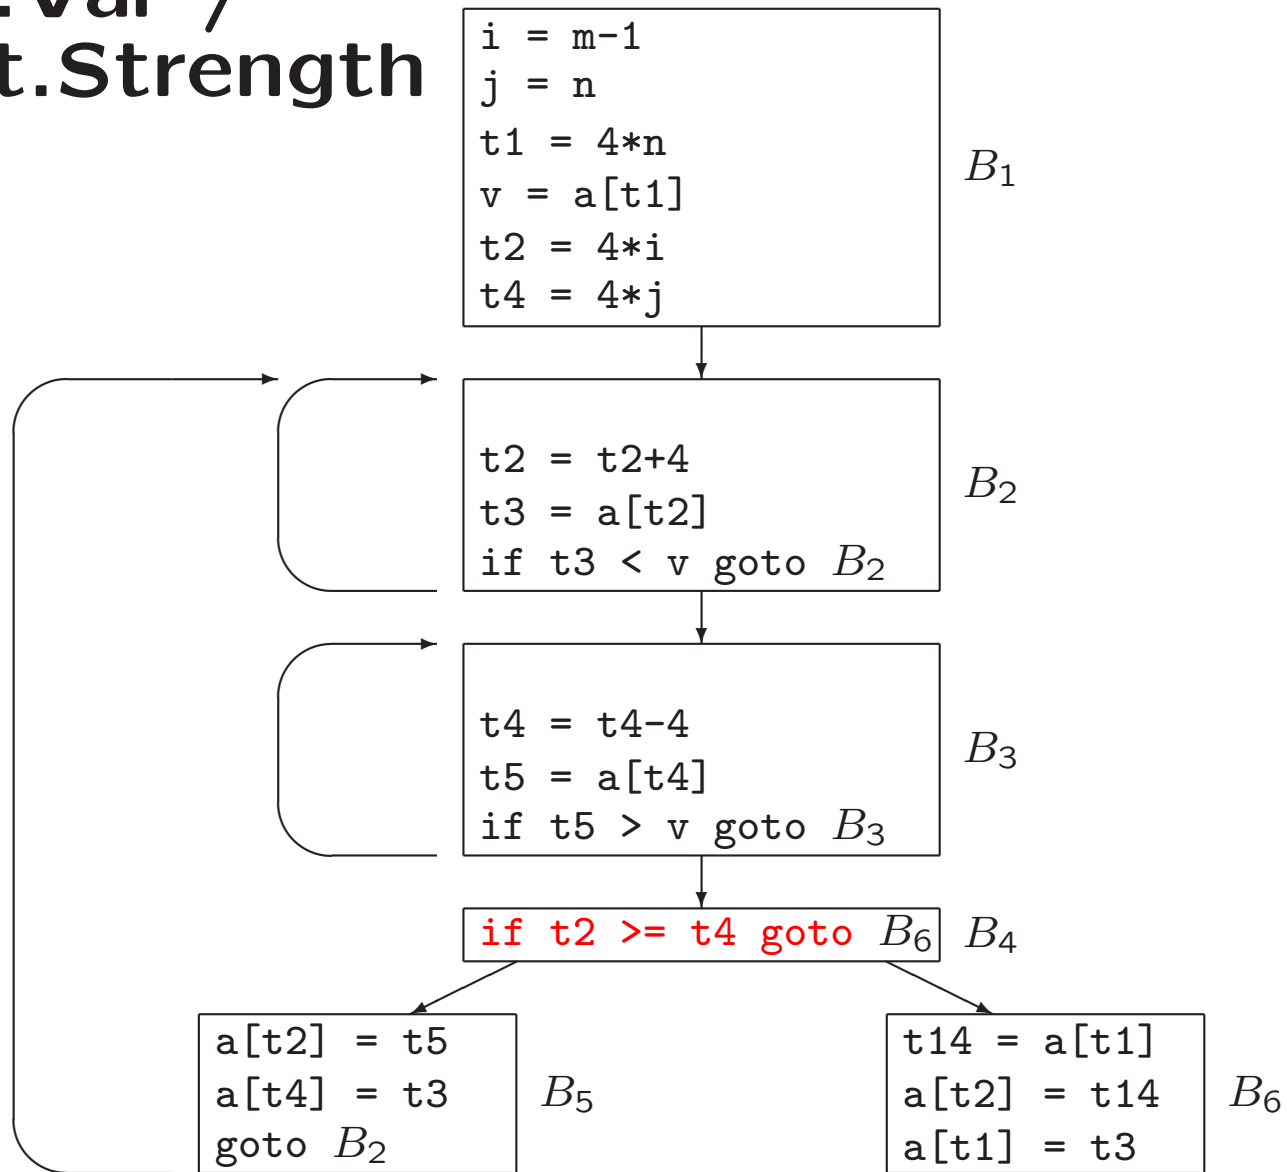 .Var /
t.Strength
i = m-1
j = n
t1 = 4*n
v = a[t1]
t2 = 4*i
t4 = 4*j
B1
t2 = t2+4
t3 = a[t2]
if t3 < v goto B2
B2
t4 = t4-4
t5 = a[t4]
if t5 > v goto B3
B3
if t2 >= t4 goto B6
B4
a[t2] = t5
a[t4] = t3
goto B2
B5
t14 = a[t1]
a[t2] = t14
a[t1] = t3
B6